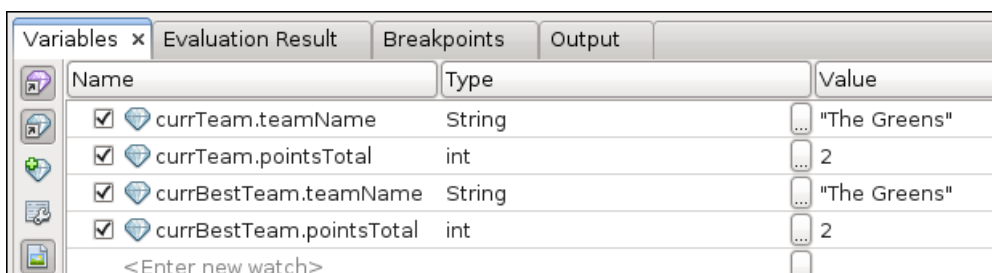 Variables x Evaluation Result Breakpoints Output
Name Type Value
currTeam.teamName String ... "The Greens"
currTeam.pointsTotal int ... 2
currBestTeam.teamName String ... "The Greens"
currBestTeam.pointsTotal int ... 2
<Enter new watch>